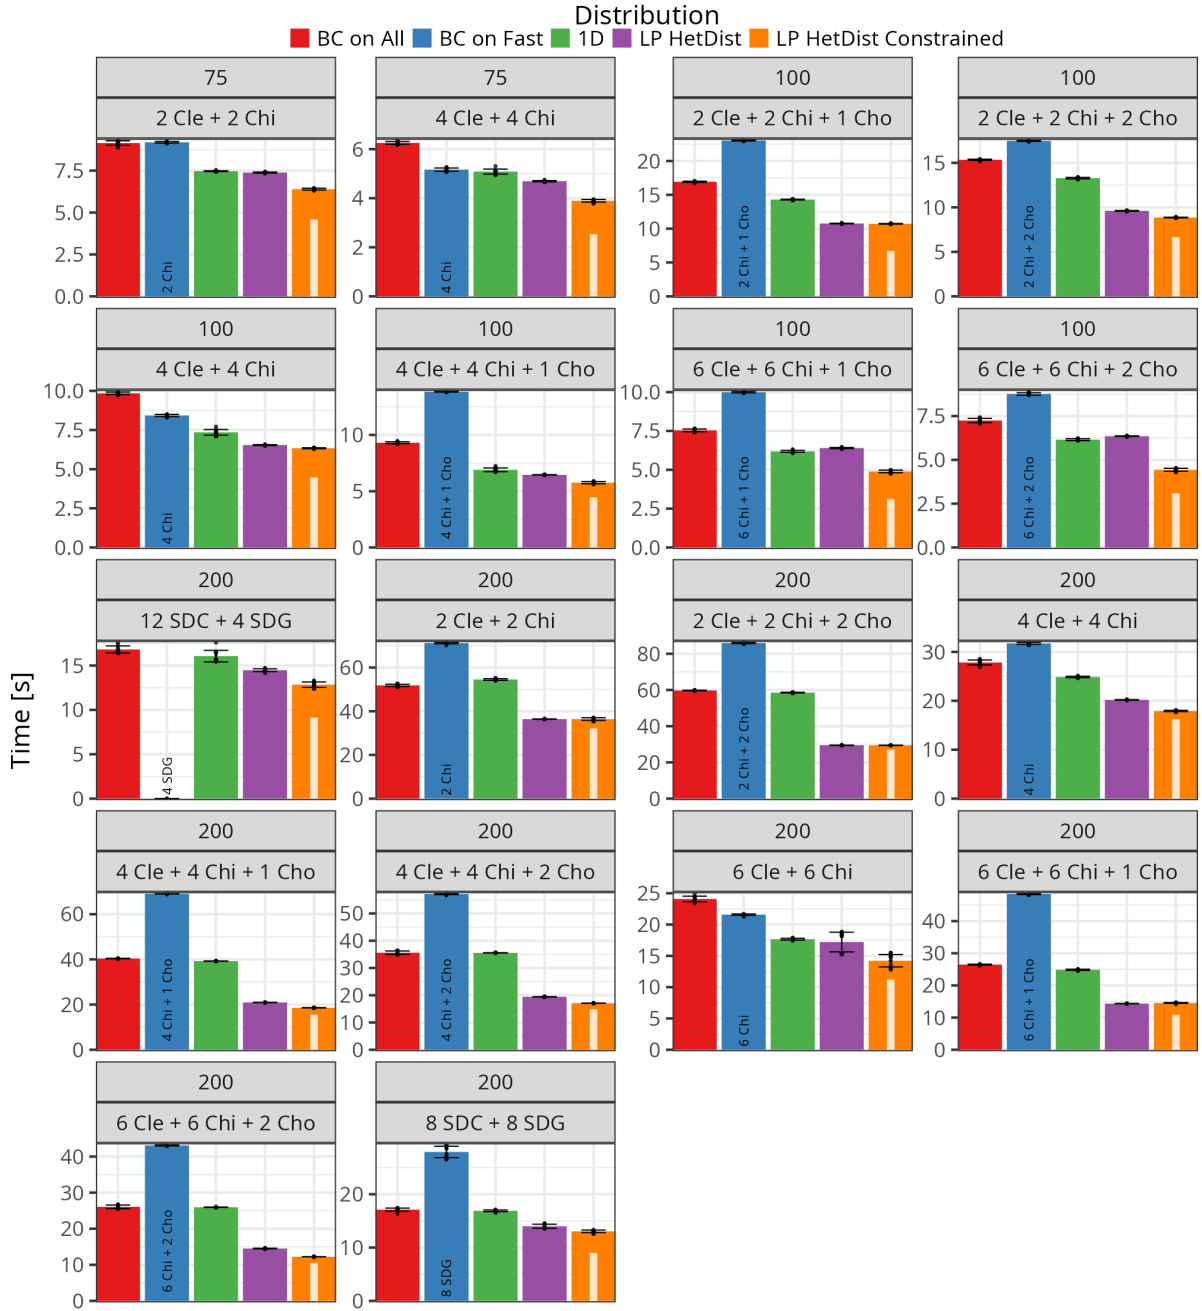 Distribution
BC on All BC on Fast 1D LP HetDist LP HetDist Constrained
Time [s]
75
2 Cle + 2 Chi
7.5
5.0
2.5
0.0
2 Chi
75
4 Cle + 4 Chi
6
4
2
0
4 Chi
100
2 Cle + 2 Chi + 1 Cho
20
15
10
5
0
2 Chi + 1 Cho
100
2 Cle + 2 Chi + 2 Cho
15
10
5
0
2 Chi + 2 Cho
100
4 Cle + 4 Chi
10.0
7.5
5.0
2.5
0.0
4 Chi
100
4 Cle + 4 Chi + 1 Cho
10
5
0
4 Chi + 1 Cho
100
6 Cle + 6 Chi + 1 Cho
10.0
7.5
5.0
2.5
0.0
6 Chi + 1 Cho
100
6 Cle + 6 Chi + 2 Cho
7.5
5.0
2.5
0.0
6 Chi + 2 Cho
200
12 SDC + 4 SDG
15
10
5
0
4 SDG
200
2 Cle + 2 Chi
60
40
20
0
2 Chi
200
2 Cle + 2 Chi + 2 Cho
80
60
40
20
0
2 Chi + 2 Cho
200
4 Cle + 4 Chi
30
20
10
0
4 Chi
200
4 Cle + 4 Chi + 1 Cho
60
40
20
0
4 Chi + 1 Cho
200
4 Cle + 4 Chi + 2 Cho
50
40
30
20
10
0
4 Chi + 2 Cho
200
6 Cle + 6 Chi
25
20
15
10
5
0
6 Chi
200
6 Cle + 6 Chi + 1 Cho
40
30
20
10
0
6 Chi + 1 Cho
200
6 Cle + 6 Chi + 2 Cho
40
30
20
10
0
6 Chi + 2 Cho
200
8 SDC + 8 SDG
20
10
0
8 SDG